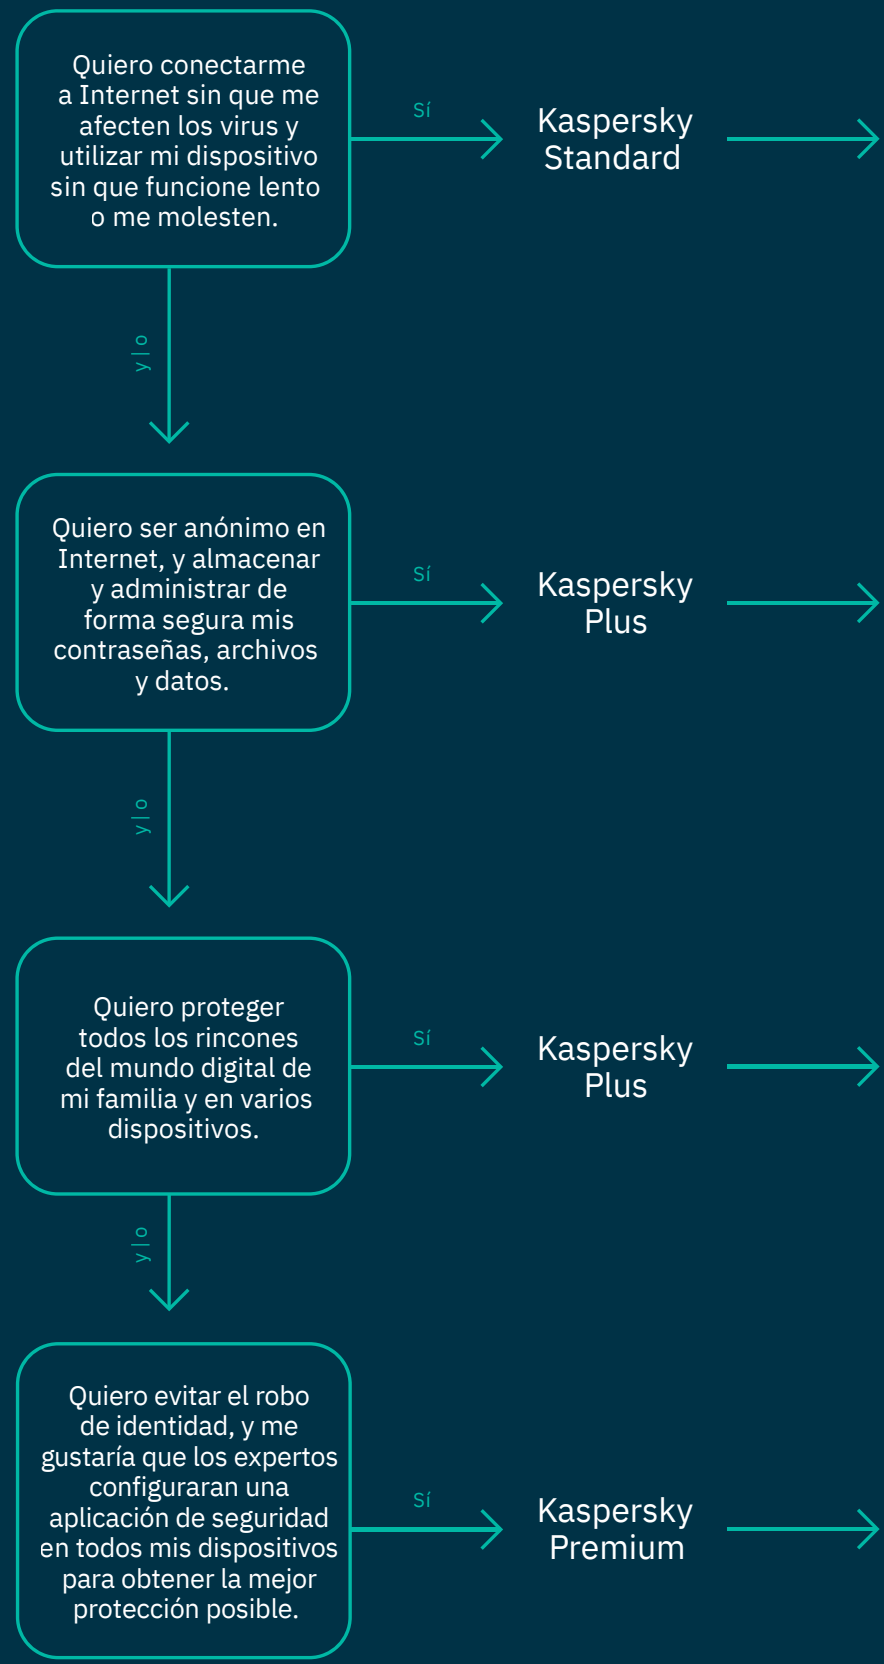 Quiero conectarme
a Internet sin que me
afecten los virus y
utilizar mi dispositivo
sin que funcione lento
o me molesten.
Sí
Kaspersky
Standard
y | o
Quiero ser anónimo en
Internet, y almacenar
y administrar de
forma segura mis
contraseñas, archivos
y datos.
Sí
Kaspersky
Plus
y | o
Quiero proteger
todos los rincones
del mundo digital de
mi familia y en varios
dispositivos.
Sí
Kaspersky
Plus
y | o
Quiero evitar el robo
de identidad, y me
gustaría que los expertos
configuraran una
aplicación de seguridad
en todos mis dispositivos
para obtener la mejor
protección posible.
Sí
Kaspersky
Premium